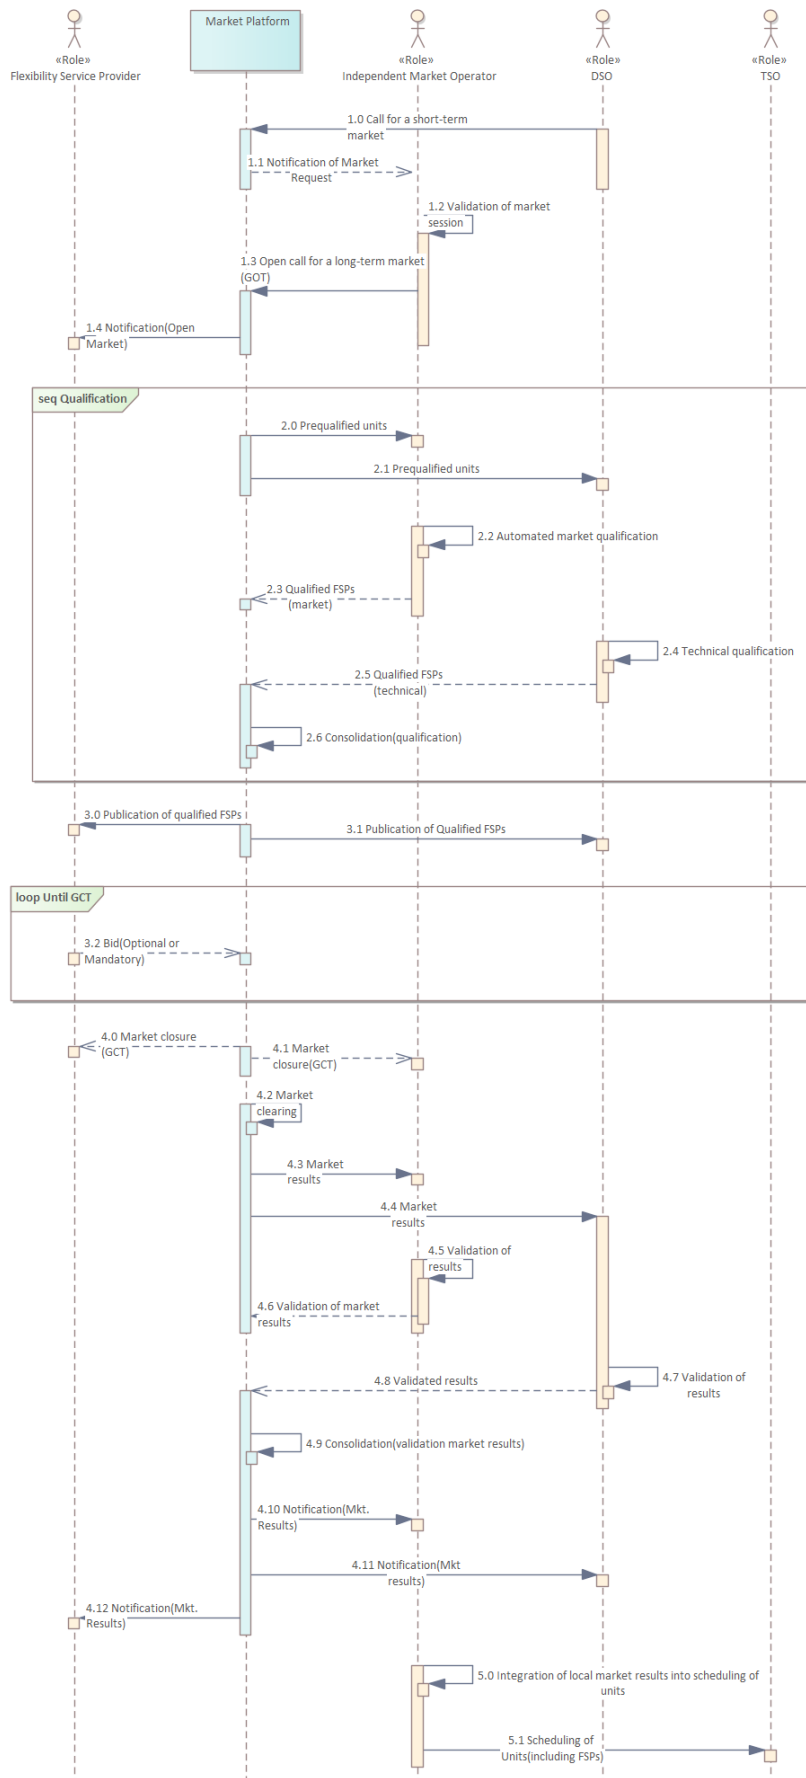 Market Platform
«Role»
Flexibility Service Provider
«Role»
Independent Market Operator
«Role»
DSO
«Role»
TSO
1.0 Call for a short-term
market
1.1 Notification of Market
Request
1.2 Validation of market
session
1.3 Open call for a long-term market
(GOT)
1.4 Notification(Open
Market)
seq Qualification
2.0 Prequalified units
2.1 Prequalified units
2.2 Automated market qualification
2.3 Qualified FSPs
(market)
2.4 Technical qualification
2.5 Qualified FSPs
(technical)
2.6 Consolidation(qualification)
3.0 Publication of qualified FSPs
3.1 Publication of Qualified FSPs
loop Until GCT
3.2 Bid(Optional or
Mandatory)
4.0 Market closure
(GCT)
4.1 Market
closure(GCT)
4.2 Market
clearing
4.3 Market
results
4.4 Market
results
4.5 Validation of
results
4.6 Validation of market
results
4.7 Validation of
results
4.8 Validated results
4.9 Consolidation(validation market results)
4.10 Notification(Mkt.
Results)
4.11 Notification(Mkt
results)
4.12 Notification(Mkt.
Results)
5.0 Integration of local market results into scheduling of
units
5.1 Scheduling of
Units(including FSPs)